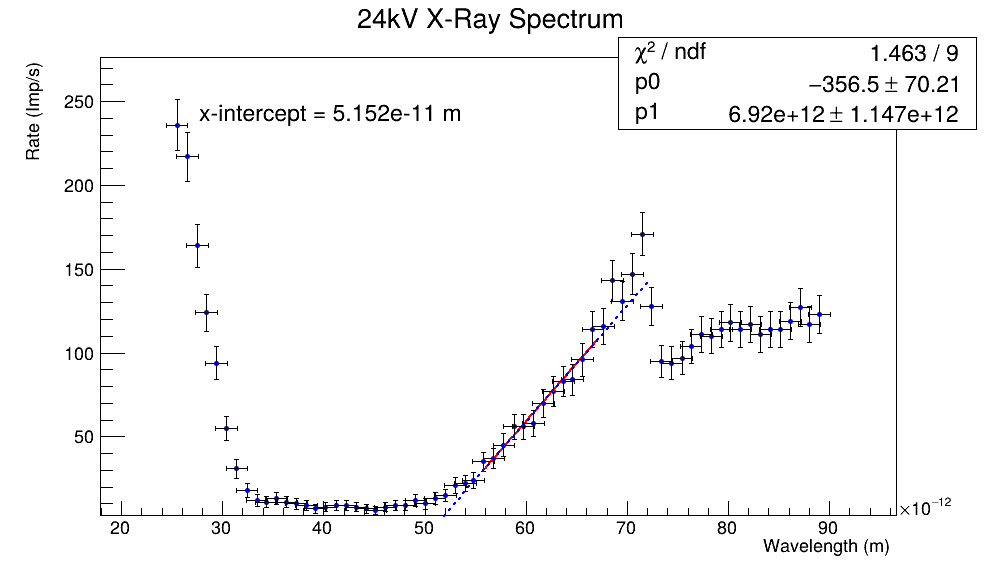 24kV X-Ray Spectrum
χ² / ndf 1.463 / 9
p0 −356.5 ± 70.21
p1 6.92e+12 ± 1.147e+12
Rate (Imp/s)
x-intercept = 5.152e-11 m
250
200
150
100
50
20 30 40 50 60 70 80 90
×10⁻¹²
Wavelength (m)